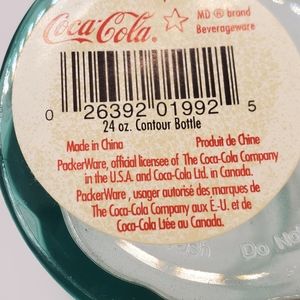 Coca-Cola
MD ® brand
Beverageware
0 26392 01992 5
24 oz. Contour Bottle
Made in China Produit de Chine
PackerWare, official licensee of The Coca-Cola Company
in the U.S.A. and Coca-Cola Ltd. in Canada.
PackerWare, usager autorisé des marques de
The Coca-Cola Company aux É.-U. et de
Coca-Cola Ltée au Canada.
Do No